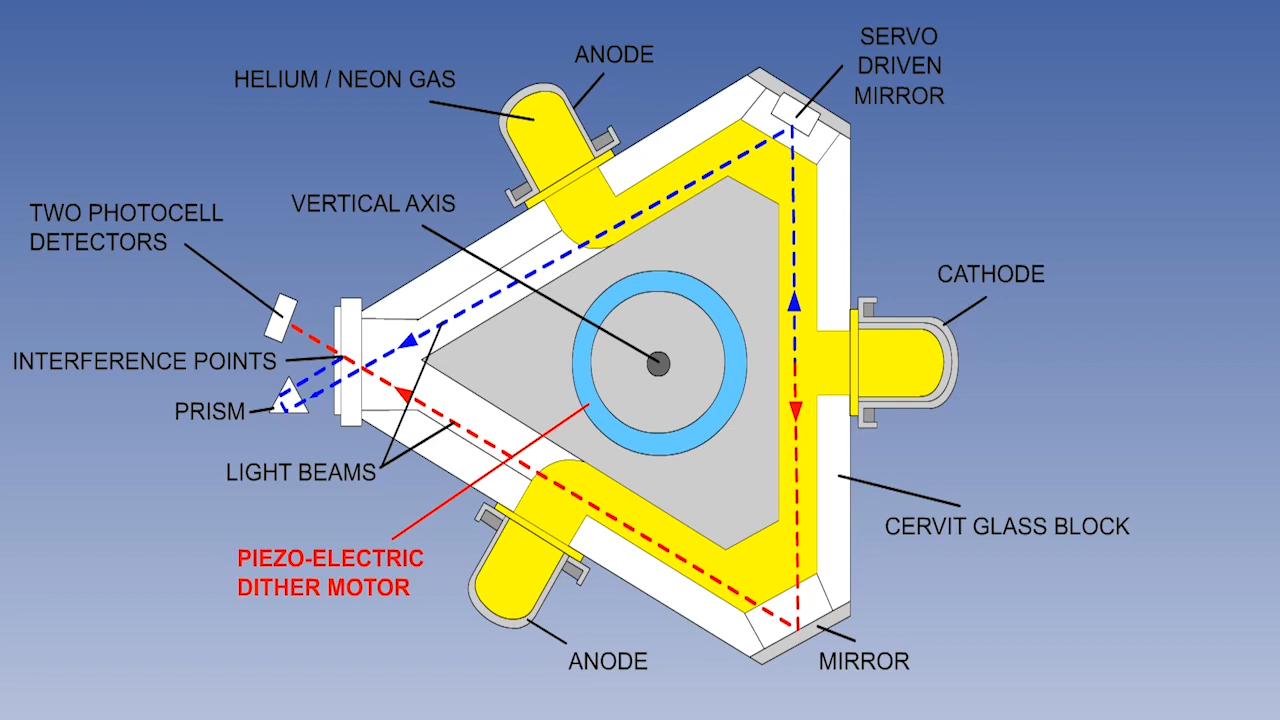 SERVO
DRIVEN
MIRROR
ANODE
HELIUM / NEON GAS
VERTICAL AXIS
TWO PHOTOCELL
DETECTORS
CATHODE
INTERFERENCE POINTS
PRISM
LIGHT BEAMS
CERVIT GLASS BLOCK
PIEZO-ELECTRIC
DITHER MOTOR
ANODE
MIRROR